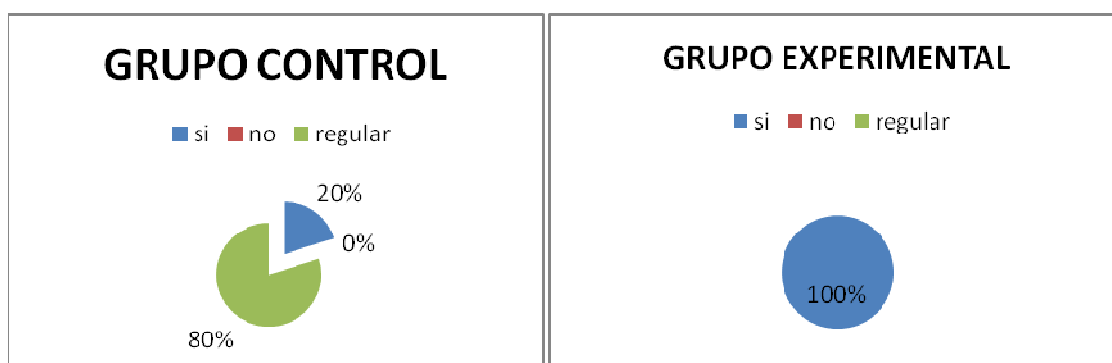 GRUPO CONTROL
si no regular
20%
0%
80%
GRUPO EXPERIMENTAL
si no regular
100%